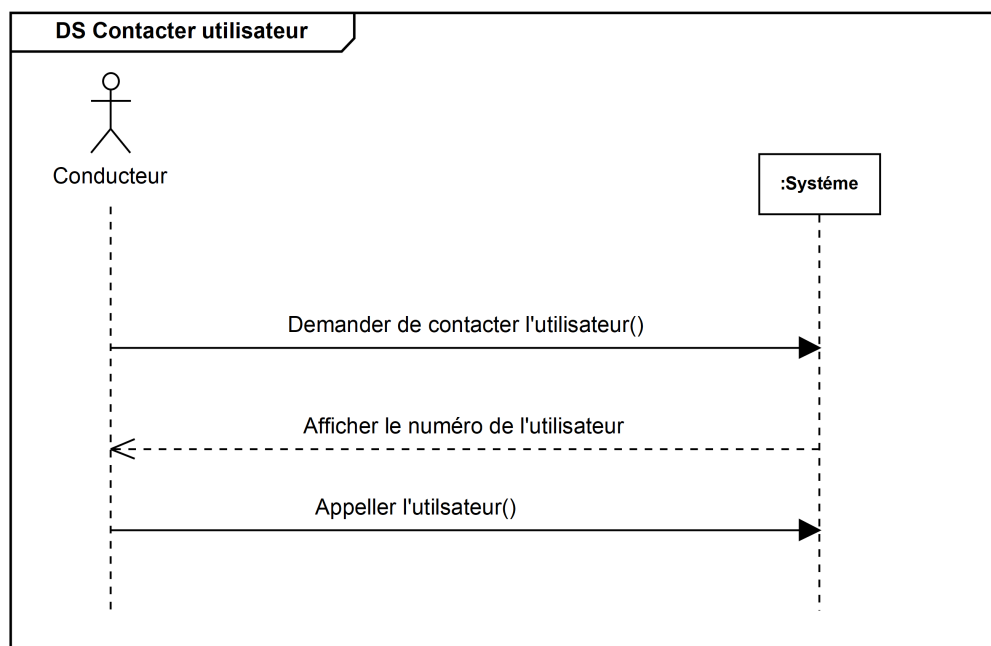 DS Contacter utilisateur
Conducteur
:Systéme
Demander de contacter l'utilisateur()
Afficher le numéro de l'utilisateur
Appeller l'utilsateur()